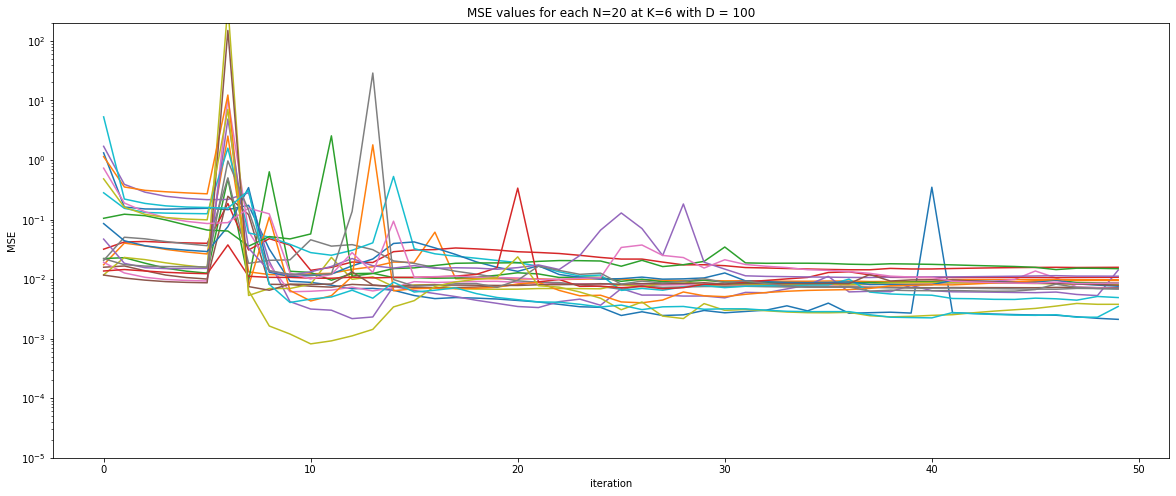 MSE values for each N=20 at K=6 with D = 100
10²
10¹
10⁰
10⁻¹
10⁻²
10⁻³
10⁻⁴
10⁻⁵
MSE
0 10 20 30 40 50
iteration